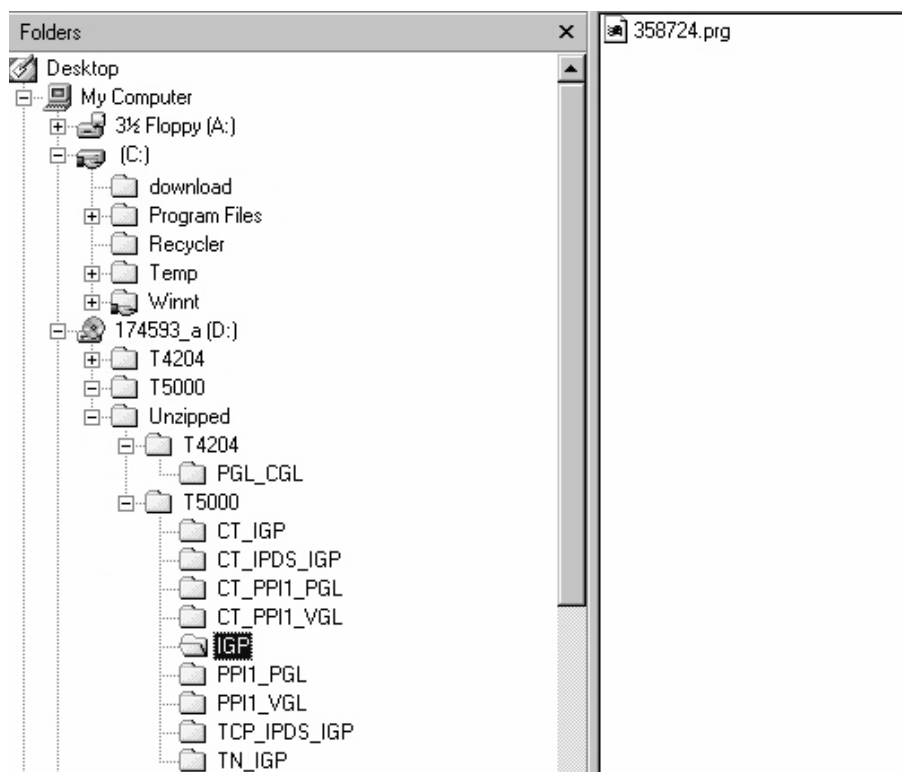 Folders
Desktop
My Computer
3½ Floppy (A:)
(C:)
download
Program Files
Recycler
Temp
Winnt
174593_a (D:)
T4204
T5000
Unzipped
T4204
PGL_CGL
T5000
CT_IGP
CT_IPDS_IGP
CT_PPI1_PGL
CT_PPI1_VGL
IGP
PPI1_PGL
PPI1_VGL
TCP_IPDS_IGP
TN_IGP
358724.prg